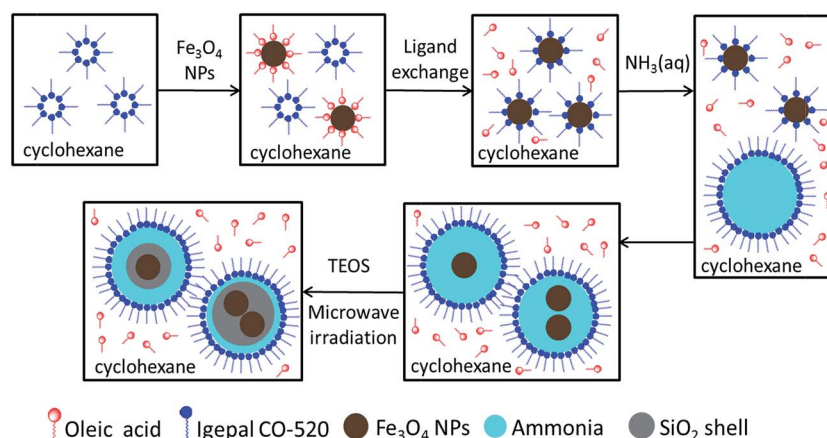 cyclohexane
Fe₃O₄
NPs
cyclohexane
Ligand
exchange
cyclohexane
NH₃(aq)
cyclohexane
cyclohexane
TEOS
Microwave
irradiation
cyclohexane
Oleic acid
Igepal CO-520
Fe₃O₄ NPs
Ammonia
SiO₂ shell